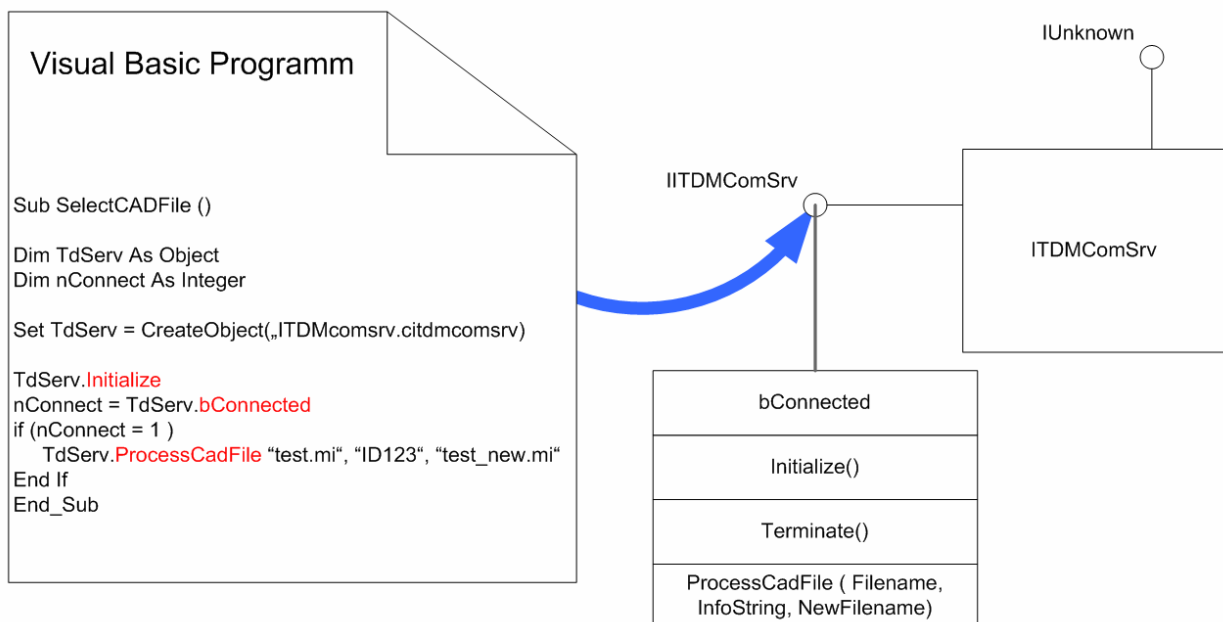 Visual Basic Programm
Sub SelectCADFile ()
Dim TdServ As Object
Dim nConnect As Integer
Set TdServ = CreateObject(„ITDMcomsrv.citdmcomsrv)
TdServ.Initialize
nConnect = TdServ.bConnected
if (nConnect = 1 )
TdServ.ProcessCadFile “test.mi“, “ID123“, “test_new.mi“
End If
End_Sub
IUnknown
IITDMComSrv
ITDMComSrv
bConnected
Initialize()
Terminate()
ProcessCadFile ( Filename,
InfoString, NewFilename)